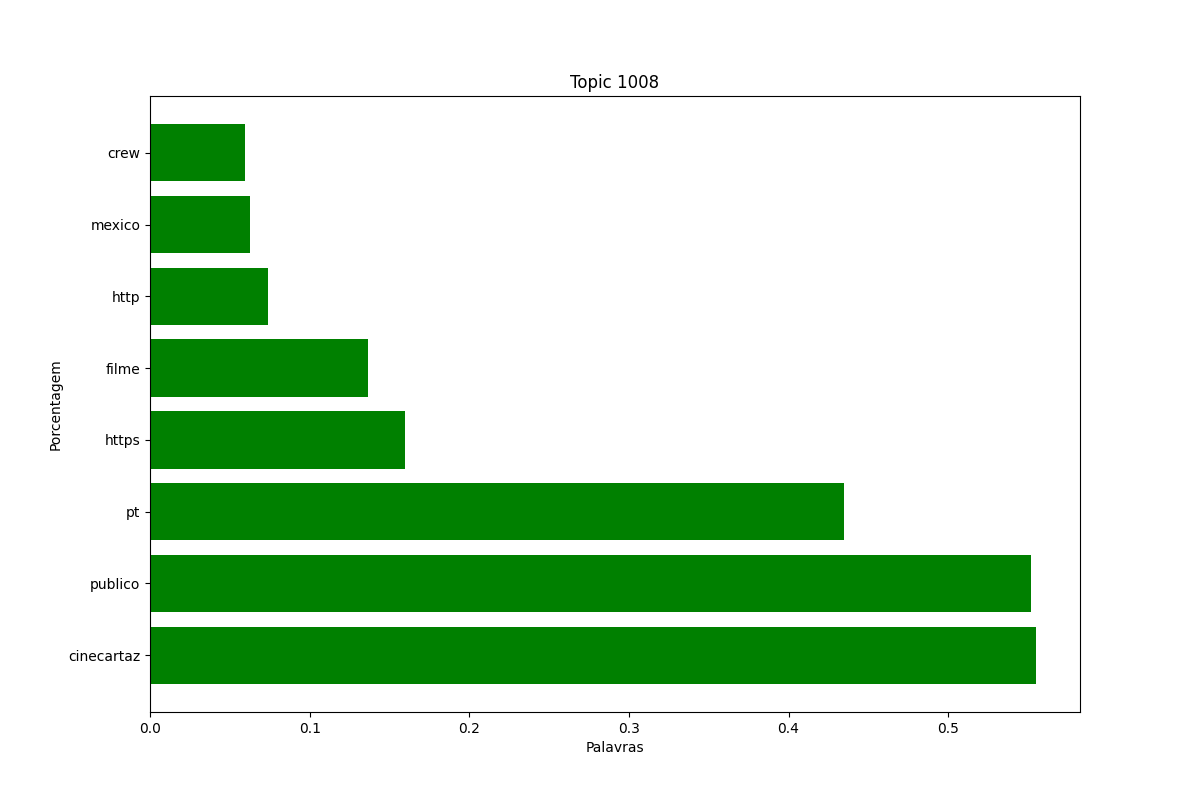 Topic 1008
crew
mexico
http
filme
https
pt
publico
cinecartaz
Porcentagem
0.0 0.1 0.2 0.3 0.4 0.5
Palavras